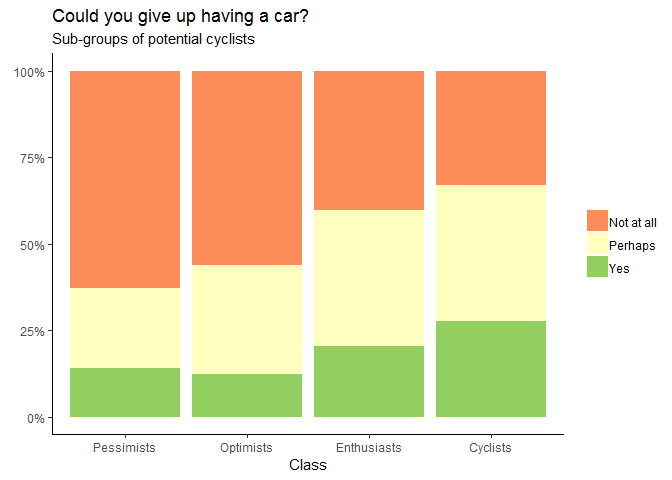 Could you give up having a car?
Sub-groups of potential cyclists
100%
75%
50%
25%
0%
Not at all
Perhaps
Yes
Pessimists
Optimists
Enthusiasts
Cyclists
Class